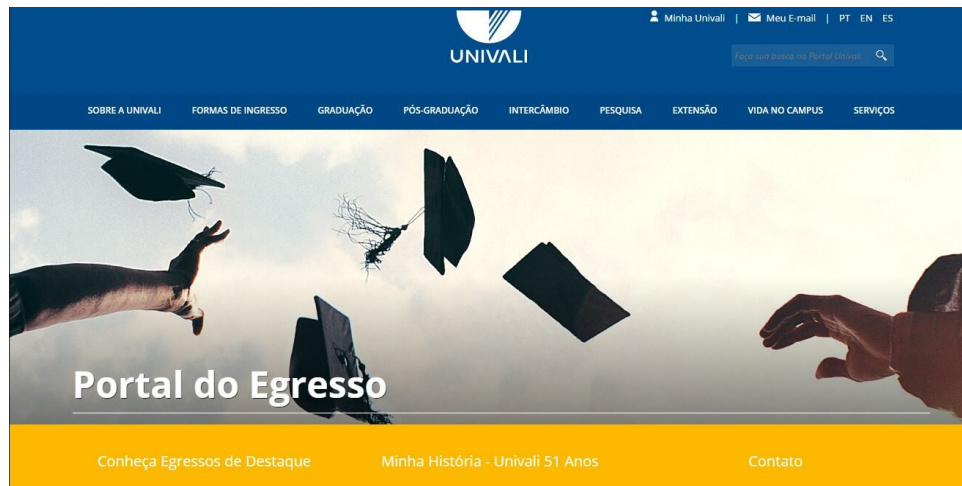 Minha Univali | Meu E-mail | PT EN ES
UNIVALI
Faça sua busca no Portal Univali
SOBRE A UNIVALI FORMAS DE INGRESSO GRADUAÇÃO PÓS-GRADUAÇÃO INTERCÂMBIO PESQUISA EXTENSÃO VIDA NO CAMPUS SERVIÇOS
Portal do Egresso
Conheça Egressos de Destaque Minha História - Univali 51 Anos Contato